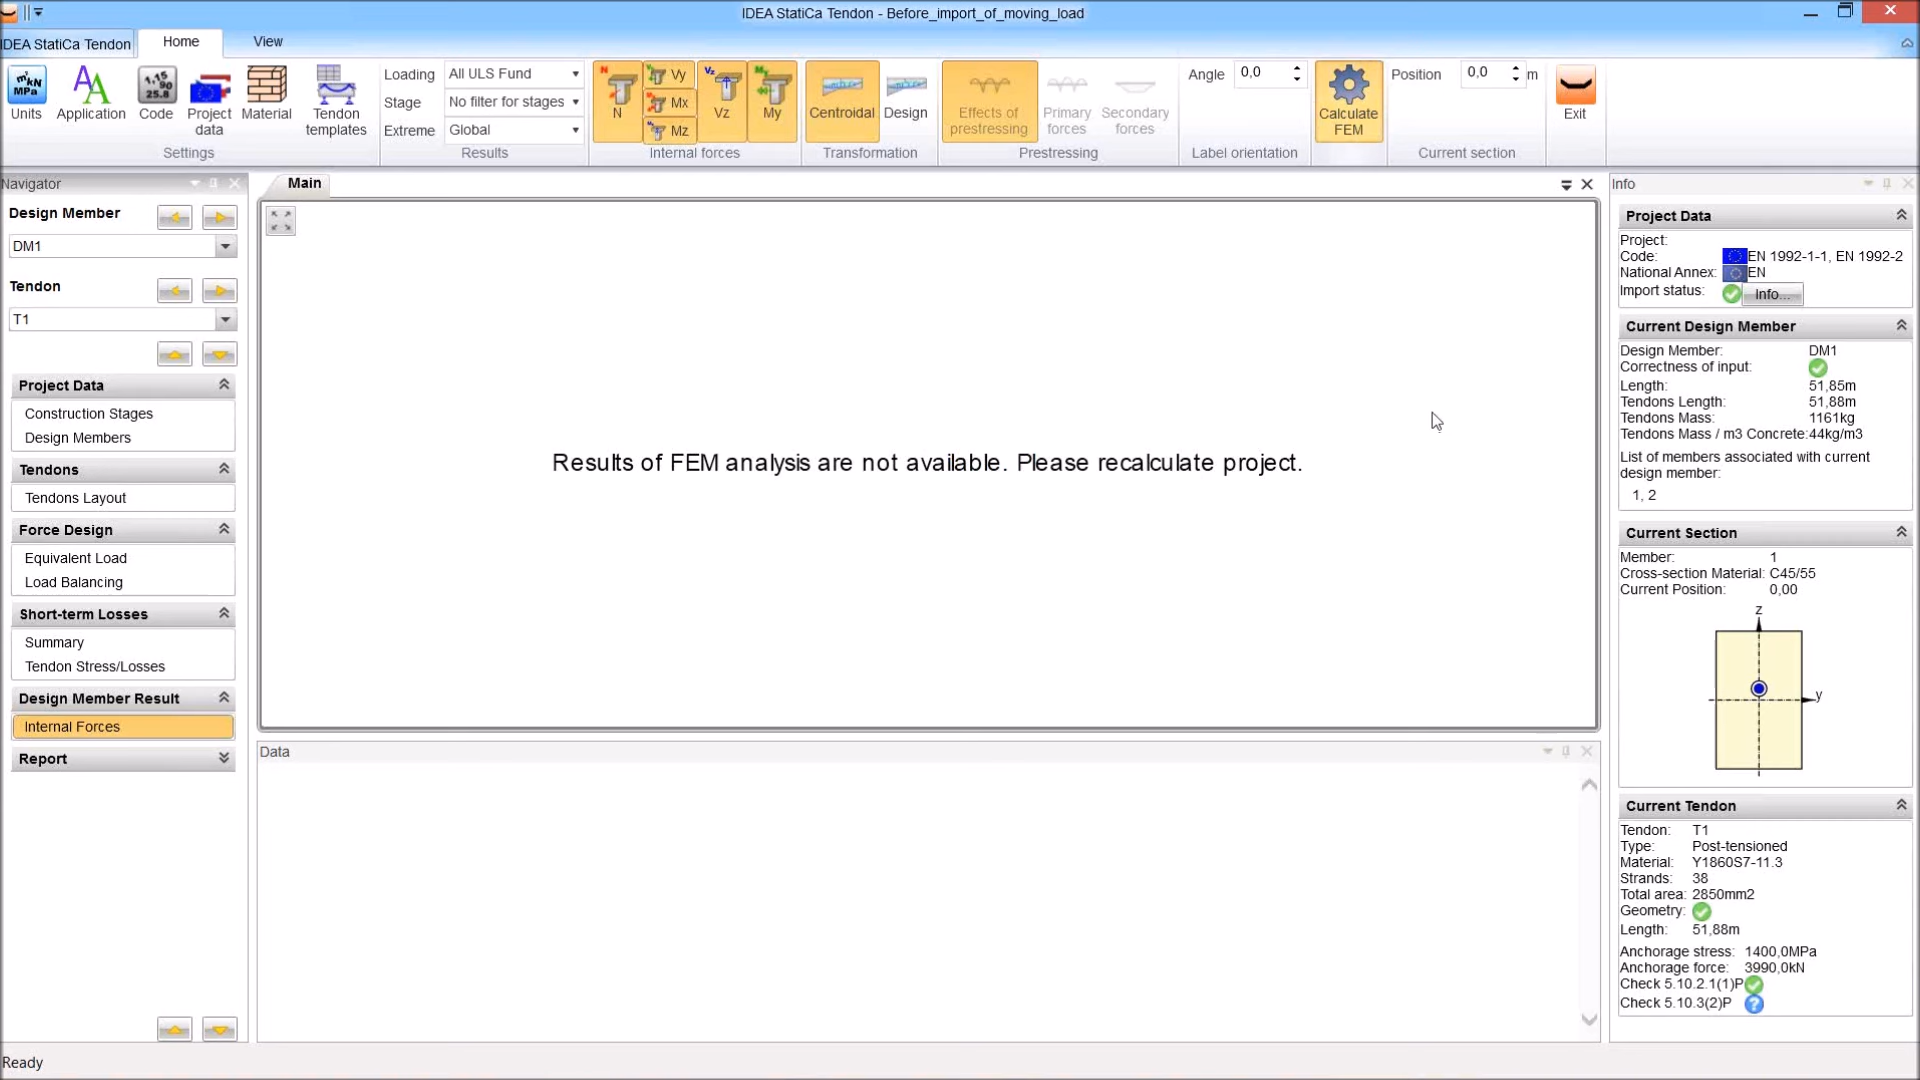 IDEA StatiCa Tendon - Before_import_of_moving_load
IDEA StatiCa Tendon
Home
View
Units
Application
Code
Project data
Material
Tendon templates
Settings
Loading All ULS Fund
Stage No filter for stages
Extreme Global
Results
N
Vy
Mx
Mz
Vz
My
Internal forces
Centroidal
Design
Transformation
Effects of prestressing
Primary forces
Secondary forces
Prestressing
Angle 0,0
Label orientation
Calculate FEM
Position 0,0 m
Current section
Exit
Navigator
Design Member
DM1
Tendon
T1
Project Data
Construction Stages
Design Members
Tendons
Tendons Layout
Force Design
Equivalent Load
Load Balancing
Short-term Losses
Summary
Tendon Stress/Losses
Design Member Result
Internal Forces
Report
Main
Results of FEM analysis are not available. Please recalculate project.
Data
Info
Project Data
Project:
Code: EN 1992-1-1, EN 1992-2
National Annex: EN
Import status: Info...
Current Design Member
Design Member: DM1
Correctness of input:
Length: 51,85m
Tendons Length: 51,88m
Tendons Mass: 1161kg
Tendons Mass / m3 Concrete: 44kg/m3
List of members associated with current
design member:
1, 2
Current Section
Member: 1
Cross-section Material: C45/55
Current Position: 0,00
z
y
Current Tendon
Tendon: T1
Type: Post-tensioned
Material: Y1860S7-11.3
Strands: 38
Total area: 2850mm2
Geometry:
Length: 51,88m
Anchorage stress: 1400,0MPa
Anchorage force: 3990,0kN
Check 5.10.2.1(1)P
Check 5.10.3(2)P
Ready